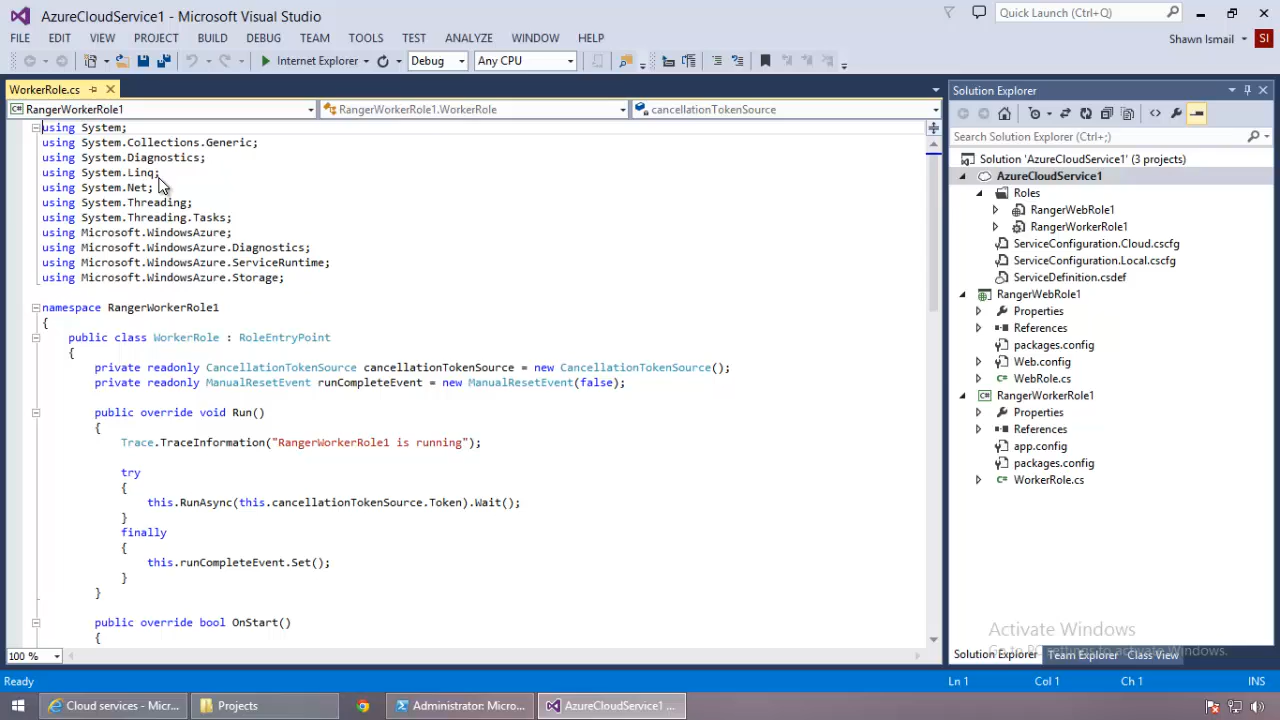 AzureCloudService1 - Microsoft Visual Studio
Quick Launch (Ctrl+Q)
FILE EDIT VIEW PROJECT BUILD DEBUG TEAM TOOLS TEST ANALYZE WINDOW HELP
Shawn Ismail
SI
Internet Explorer
Debug
Any CPU
WorkerRole.cs
RangerWorkerRole1
RangerWorkerRole1.WorkerRole
cancellationTokenSource
using System;
using System.Collections.Generic;
using System.Diagnostics;
using System.Linq;
using System.Net;
using System.Threading;
using System.Threading.Tasks;
using Microsoft.WindowsAzure;
using Microsoft.WindowsAzure.Diagnostics;
using Microsoft.WindowsAzure.ServiceRuntime;
using Microsoft.WindowsAzure.Storage;
namespace RangerWorkerRole1
{
public class WorkerRole : RoleEntryPoint
{
private readonly CancellationTokenSource cancellationTokenSource = new CancellationTokenSource();
private readonly ManualResetEvent runCompleteEvent = new ManualResetEvent(false);
public override void Run()
{
Trace.TraceInformation("RangerWorkerRole1 is running");
try
{
this.RunAsync(this.cancellationTokenSource.Token).Wait();
}
finally
{
this.runCompleteEvent.Set();
}
}
public override bool OnStart()
{
100 %
Solution Explorer
Search Solution Explorer (Ctrl+;)
Solution 'AzureCloudService1' (3 projects)
AzureCloudService1
Roles
RangerWebRole1
RangerWorkerRole1
ServiceConfiguration.Cloud.cscfg
ServiceConfiguration.Local.cscfg
ServiceDefinition.csdef
RangerWebRole1
Properties
References
packages.config
Web.config
WebRole.cs
RangerWorkerRole1
Properties
References
app.config
packages.config
WorkerRole.cs
Activate Windows
Go to PC settings to activate Windows.
Solution Explorer Team Explorer Class View
Ready
Ln 1
Col 1
Ch 1
INS
Cloud services - Micr...
Projects
Administrator: Micro...
AzureCloudService1 ...